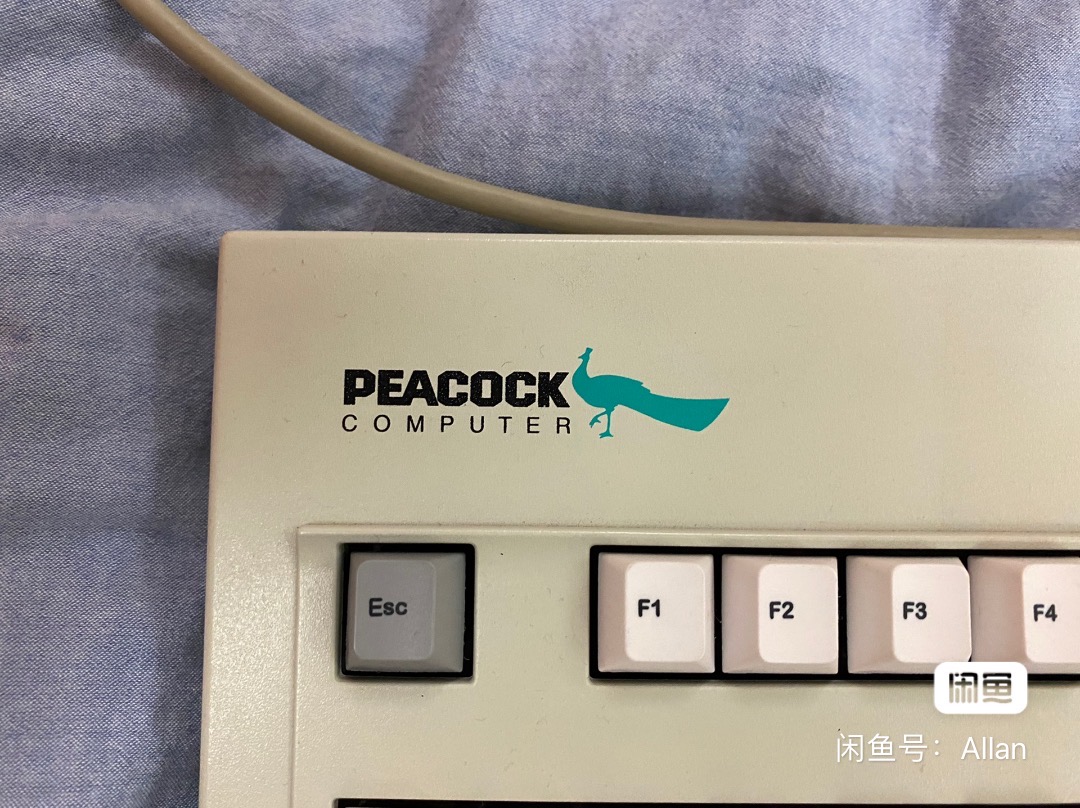 PEACOCK
COMPUTER
Esc F1 F2 F3 F4
闲鱼
闲鱼号：Allan